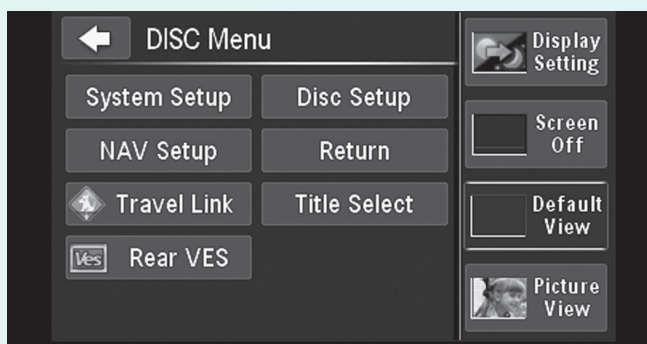 DISC Menu
System Setup
Disc Setup
NAV Setup
Return
Travel Link
Title Select
Ves
Rear VES
Display
Setting
Screen
Off
Default
View
Picture
View